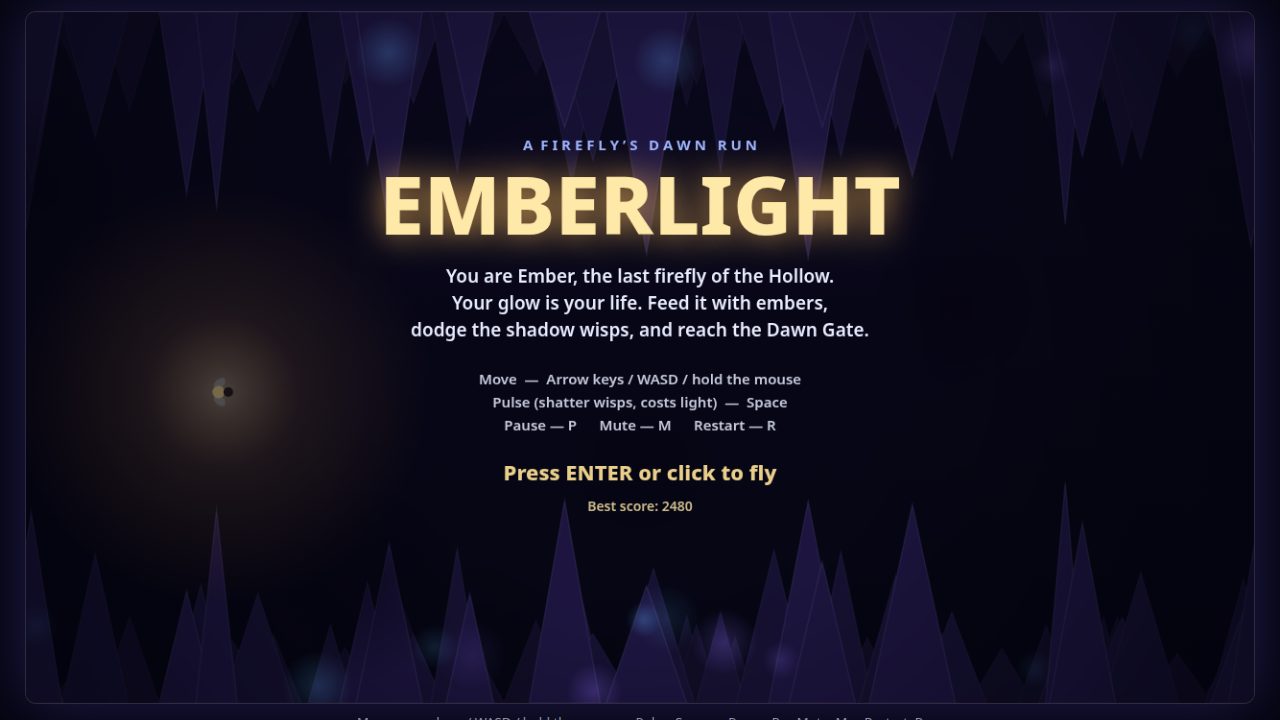 A FIREFLY’S DAWN RUN
EMBERLIGHT
You are Ember, the last firefly of the Hollow.
Your glow is your life. Feed it with embers,
dodge the shadow wisps, and reach the Dawn Gate.
Move — Arrow keys / WASD / hold the mouse
Pulse (shatter wisps, costs light) — Space
Pause — P Mute — M Restart — R
Press ENTER or click to fly
Best score: 2480